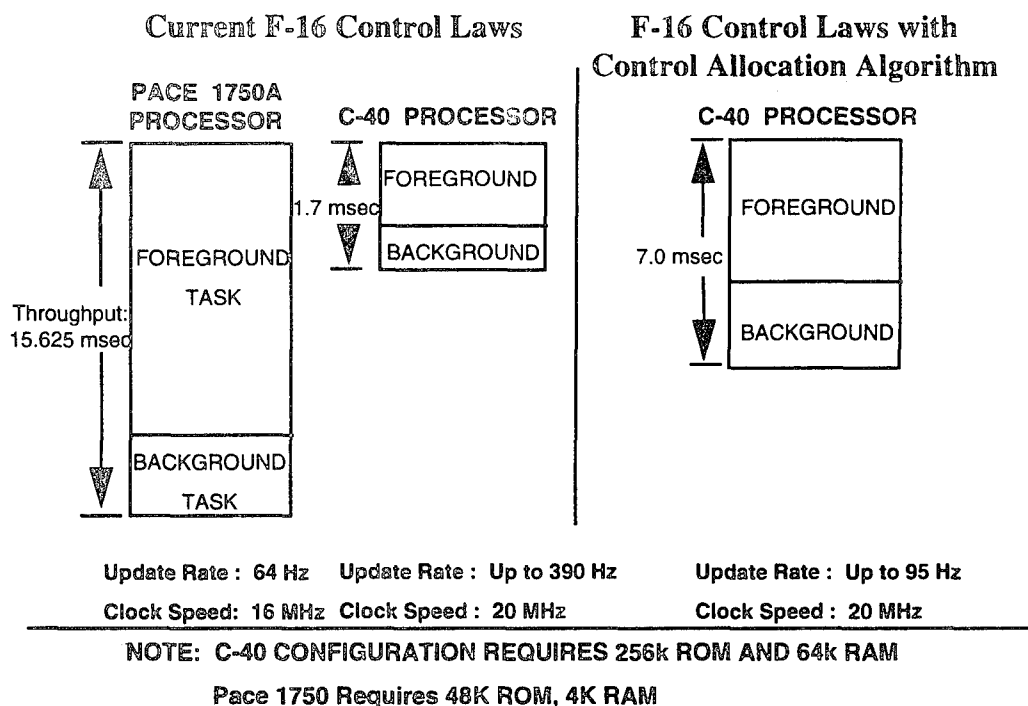 Current F-16 Control Laws
F-16 Control Laws with
Control Allocation Algorithm
PACE 1750A
PROCESSOR
C-40 PROCESSOR
C-40 PROCESSOR
Throughput:
15.625 msec
FOREGROUND
TASK
BACKGROUND
TASK
1.7 msec
FOREGROUND
BACKGROUND
7.0 msec
FOREGROUND
BACKGROUND
Update Rate : 64 Hz
Update Rate : Up to 390 Hz
Update Rate : Up to 95 Hz
Clock Speed: 16 MHz
Clock Speed : 20 MHz
Clock Speed : 20 MHz
NOTE: C-40 CONFIGURATION REQUIRES 256k ROM AND 64k RAM
Pace 1750 Requires 48K ROM, 4K RAM